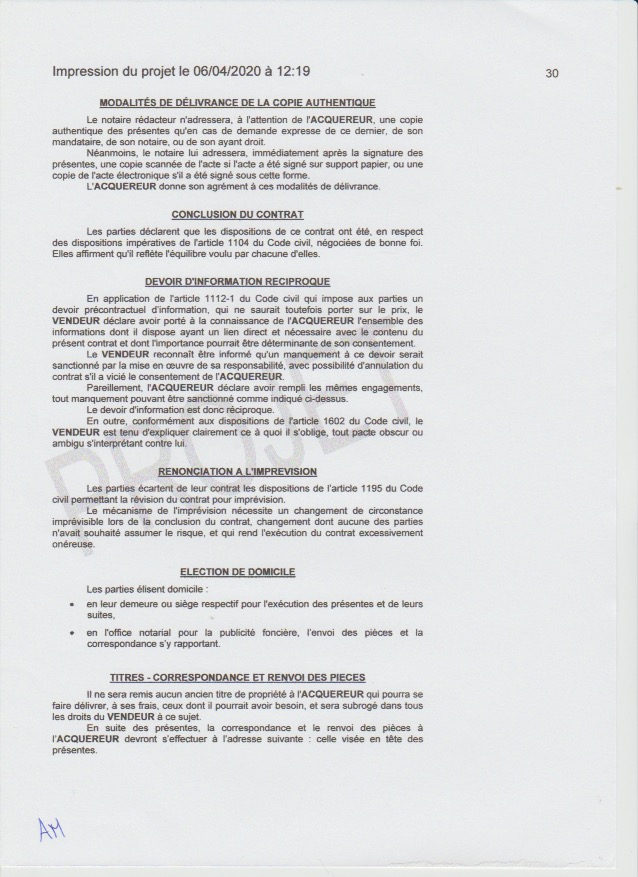 Impression du projet le 06/04/2020 à 12:19
30
MODALITÉS DE DÉLIVRANCE DE LA COPIE AUTHENTIQUE
Le notaire rédacteur n'adressera, à l'attention de l'ACQUEREUR, une copie
authentique des présentes qu'en cas de demande expresse de ce dernier, de son
mandataire, de son notaire, ou de son ayant droit.
Néanmoins, le notaire lui adressera, immédiatement après la signature des
présentes, une copie scannée de l'acte si l'acte a été signé sur support papier, ou une
copie de l'acte électronique s'il a été signé sous cette forme.
L'ACQUEREUR donne son agrément à ces modalités de délivrance.
CONCLUSION DU CONTRAT
Les parties déclarent que les dispositions de ce contrat ont été, en respect
des dispositions impératives de l'article 1104 du Code civil, négociées de bonne foi.
Elles affirment qu'il reflète l'équilibre voulu par chacune d'elles.
DEVOIR D'INFORMATION RECIPROQUE
En application de l'article 1112-1 du Code civil qui impose aux parties un
devoir précontractuel d'information, qui ne saurait toutefois porter sur le prix, le
VENDEUR déclare avoir porté à la connaissance de l'ACQUEREUR l'ensemble des
informations dont il dispose ayant un lien direct et nécessaire avec le contenu du
présent contrat et dont l'importance pourrait être déterminante de son consentement.
Le VENDEUR reconnaît être informé qu'un manquement à ce devoir serait
sanctionné par la mise en œuvre de sa responsabilité, avec possibilité d'annulation du
contrat s'il a vicié le consentement de l'ACQUEREUR.
Pareillement, l'ACQUEREUR déclare avoir rempli les mêmes engagements,
tout manquement pouvant être sanctionné comme indiqué ci-dessus.
Le devoir d'information est donc réciproque.
En outre, conformément aux dispositions de l'article 1602 du Code civil, le
VENDEUR est tenu d'expliquer clairement ce à quoi il s'oblige, tout pacte obscur ou
ambigu s'interprétant contre lui.
PROJET
RENONCIATION A L'IMPREVISION
Les parties écartent de leur contrat les dispositions de l'article 1195 du Code
civil permettant la révision du contrat pour imprévision.
Le mécanisme de l'imprévision nécessite un changement de circonstance
imprévisible lors de la conclusion du contrat, changement dont aucune des parties
n'avait souhaité assumer le risque, et qui rend l'exécution du contrat excessivement
onéreuse.
ELECTION DE DOMICILE
Les parties élisent domicile :
• en leur demeure ou siège respectif pour l'exécution des présentes et de leurs
suites,
• en l'office notarial pour la publicité foncière, l'envoi des pièces et la
correspondance s'y rapportant.
TITRES - CORRESPONDANCE ET RENVOI DES PIECES
Il ne sera remis aucun ancien titre de propriété à l'ACQUEREUR qui pourra se
faire délivrer, à ses frais, ceux dont il pourrait avoir besoin, et sera subrogé dans tous
les droits du VENDEUR à ce sujet.
En suite des présentes, la correspondance et le renvoi des pièces à
l'ACQUEREUR devront s'effectuer à l'adresse suivante : celle visée en tête des
présentes.
AM